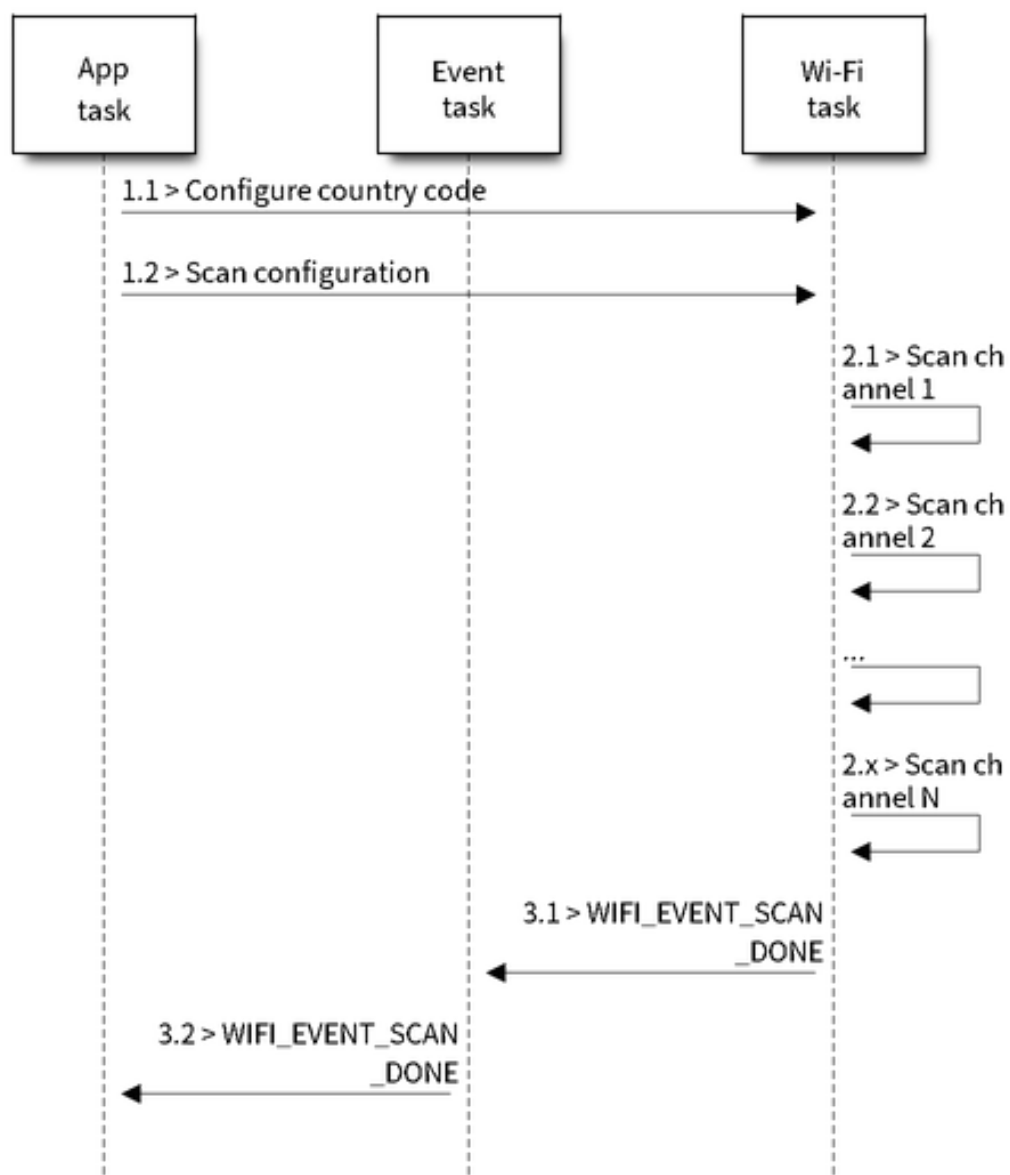 App
task
Event
task
Wi-Fi
task
1.1 > Configure country code
1.2 > Scan configuration
2.1 > Scan ch
annel 1
2.2 > Scan ch
annel 2
...
2.x > Scan ch
annel N
3.1 > WIFI_EVENT_SCAN
_DONE
3.2 > WIFI_EVENT_SCAN
_DONE